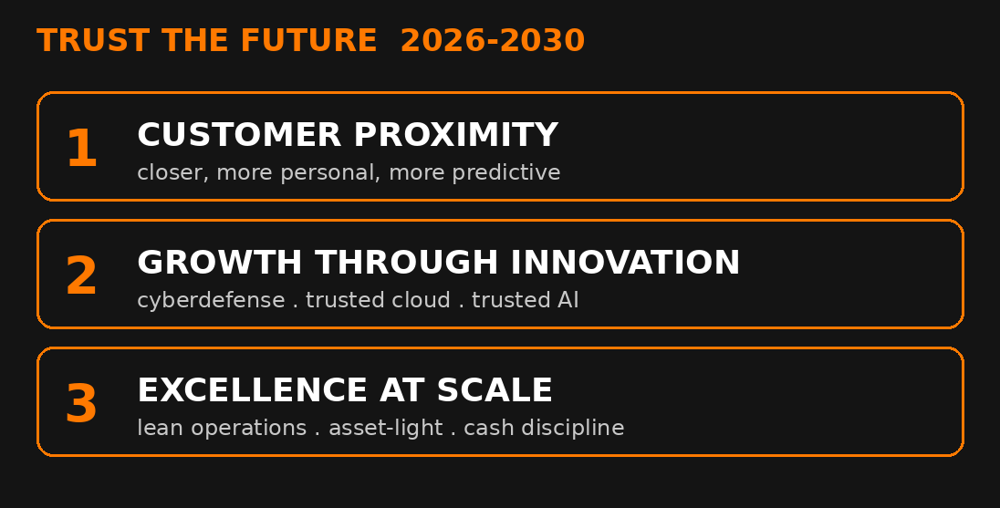 TRUST THE FUTURE  2026-2030
1
CUSTOMER PROXIMITY
closer, more personal, more predictive
2
GROWTH THROUGH INNOVATION
cyberdefense . trusted cloud . trusted AI
3
EXCELLENCE AT SCALE
lean operations . asset-light . cash discipline